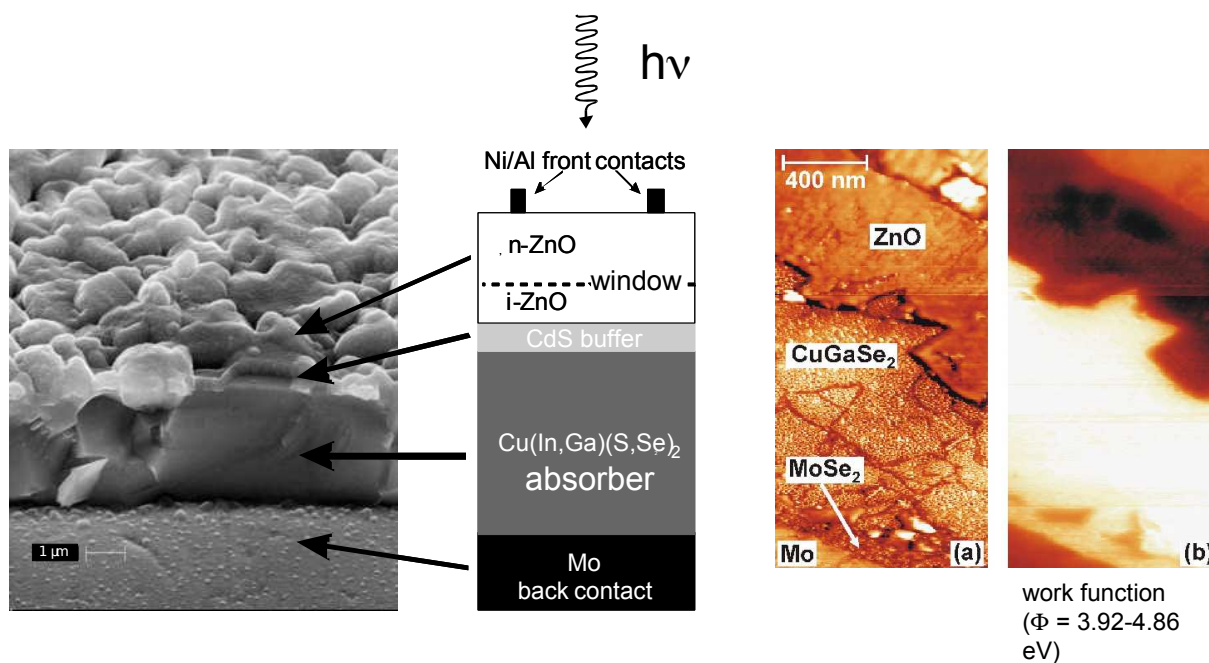 hν
Ni/Al front contacts
n-ZnO
window
i-ZnO
CdS buffer
Cu(In,Ga)(S,Se)2
absorber
Mo
back contact
1 µm
400 nm
ZnO
CuGaSe2
MoSe2
Mo
(a)
(b)
work function
(Φ = 3.92-4.86
eV)